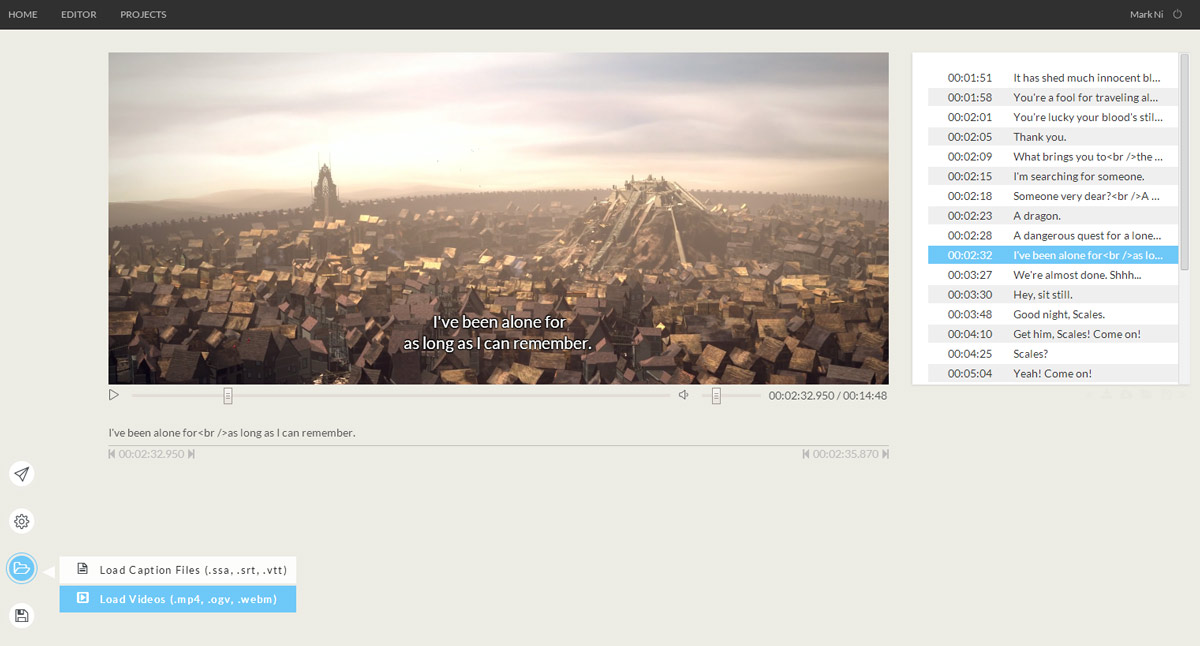 HOME EDITOR PROJECTS Mark Ni
00:01:51 It has shed much innocent bl...
00:01:58 You're a fool for traveling al...
00:02:01 You're lucky your blood's stil...
00:02:05 Thank you.
00:02:09 What brings you to<br />the ...
00:02:15 I'm searching for someone.
00:02:18 Someone very dear?<br />A ...
00:02:23 A dragon.
00:02:28 A dangerous quest for a lone...
00:02:32 I've been alone for<br />as lo...
00:03:27 We're almost done. Shhh...
00:03:30 Hey, sit still.
00:03:48 Good night, Scales.
00:04:10 Get him, Scales! Come on!
00:04:25 Scales?
00:05:04 Yeah! Come on!
I've been alone for
as long as I can remember.
00:02:32.950 / 00:14:48
I've been alone for<br />as long as I can remember.
00:02:32.950 00:02:35.870
Load Caption Files (.ssa, .srt, .vtt)
Load Videos (.mp4, .ogv, .webm)